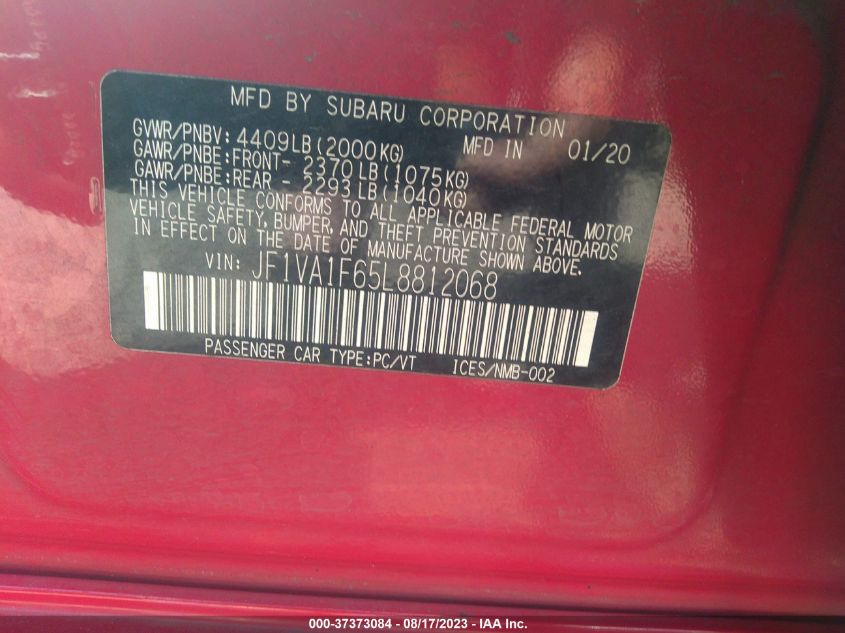 MFD BY SUBARU CORPORATION
GVWR/PNBV: 4409LB(2000KG) MFD IN 01/20
GAWR/PNBE:FRONT- 2370LB(1075KG)
GAWR/PNBE:REAR - 2293LB(1040KG)
THIS VEHICLE CONFORMS TO ALL APPLICABLE FEDERAL MOTOR
VEHICLE SAFETY, BUMPER, AND THEFT PREVENTION STANDARDS
IN EFFECT ON THE DATE OF MANUFACTURE SHOWN ABOVE.
VIN: JF1VA1F65L8812068
PASSENGER CAR TYPE:PC/VT ICES/NMB-002
000-37373084 - 08/17/2023 - IAA Inc.